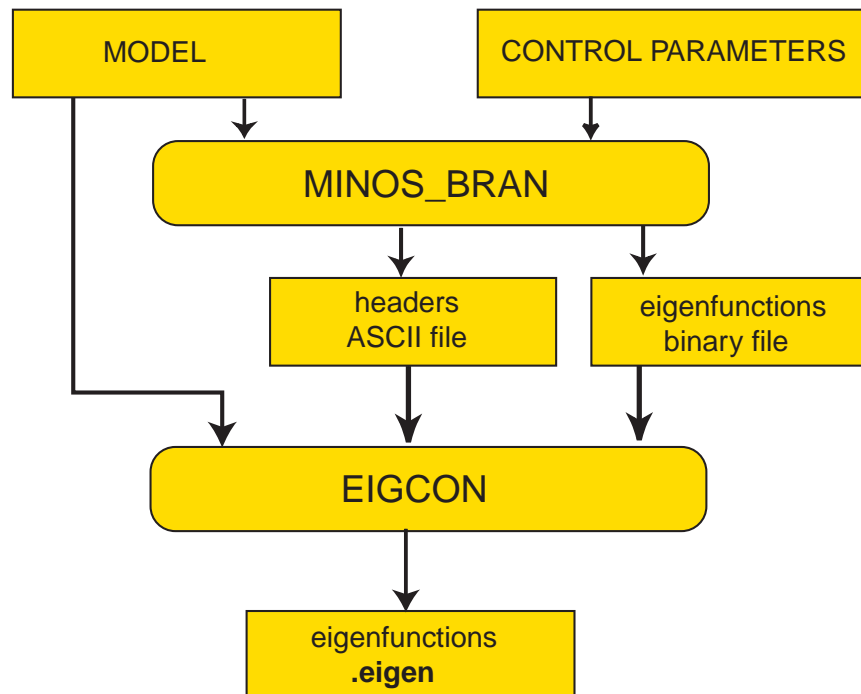 MODEL
CONTROL PARAMETERS
MINOS_BRAN
headers
ASCII file
eigenfunctions
binary file
EIGCON
eigenfunctions
.eigen